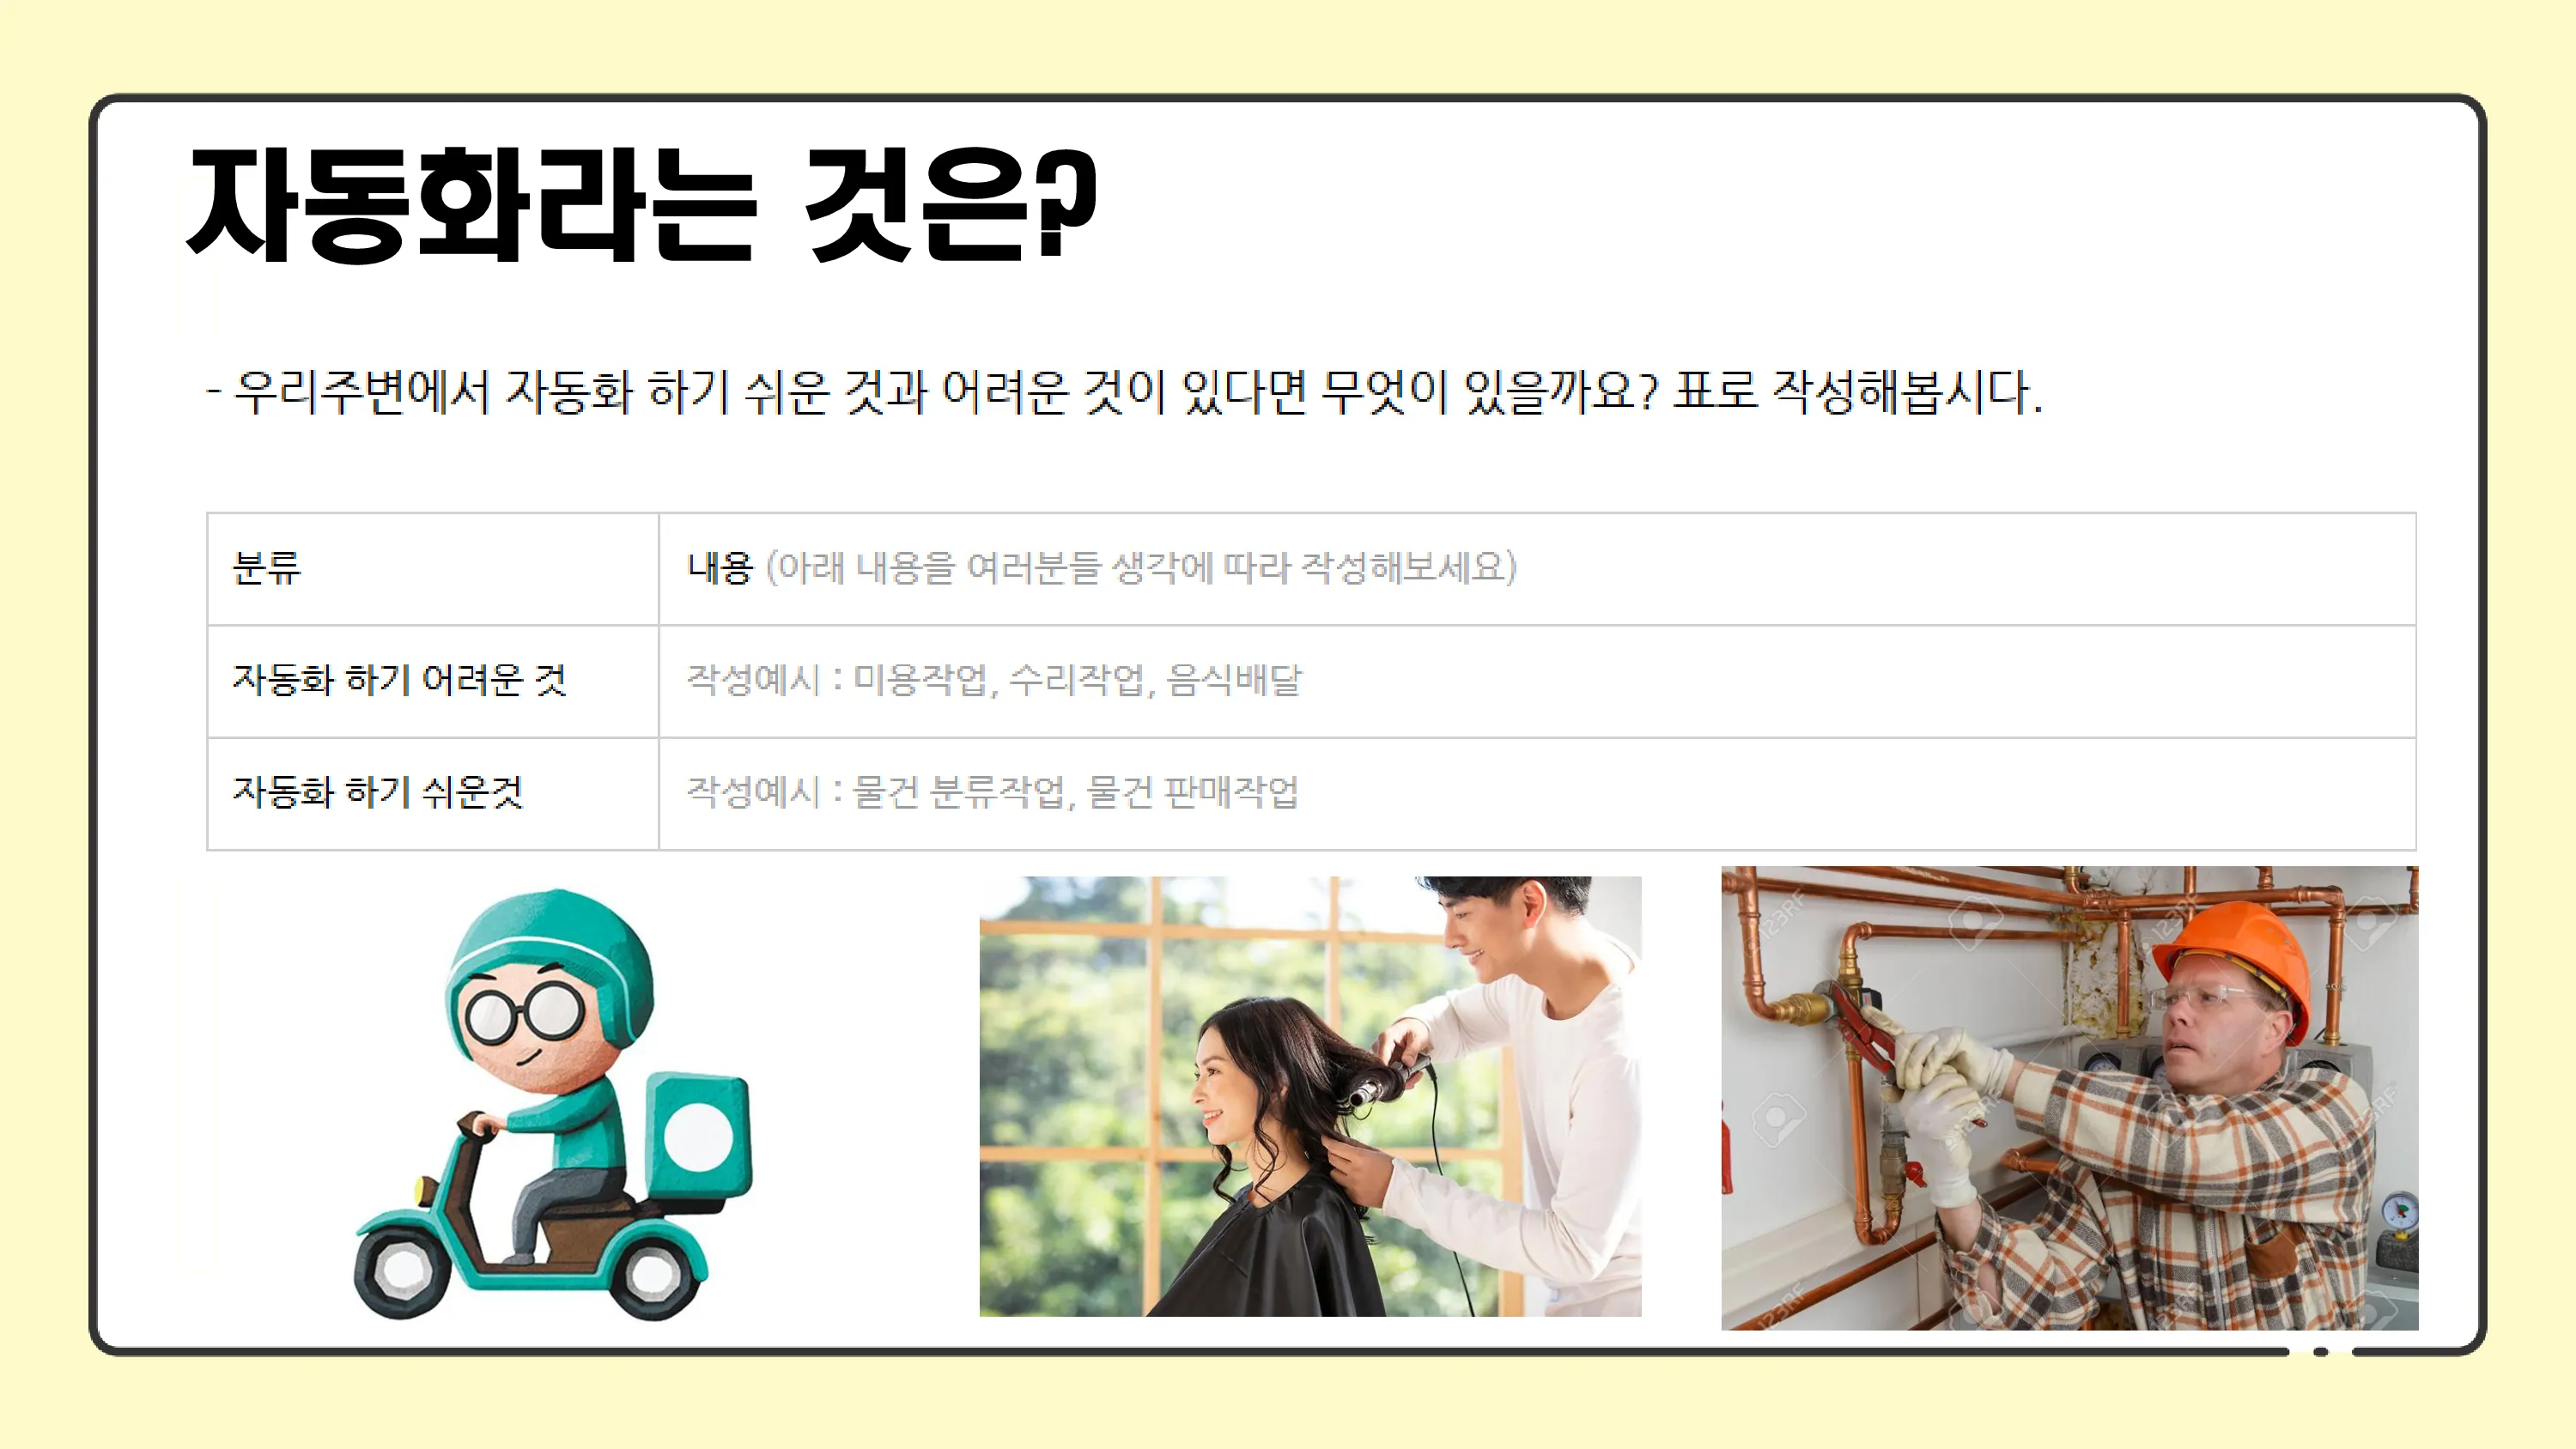 자동화라는 것은?
- 우리주변에서 자동화 하기 쉬운 것과 어려운 것이 있다면 무엇이 있을까요? 표로 작성해봅시다.
분류
내용 (아래 내용을 여러분들 생각에 따라 작성해보세요)
자동화 하기 어려운 것
작성예시 : 미용작업, 수리작업, 음식배달
자동화 하기 쉬운것
작성예시 : 물건 분류작업, 물건 판매작업
123RF
123RF
123RF
123RF
123RF
123RF